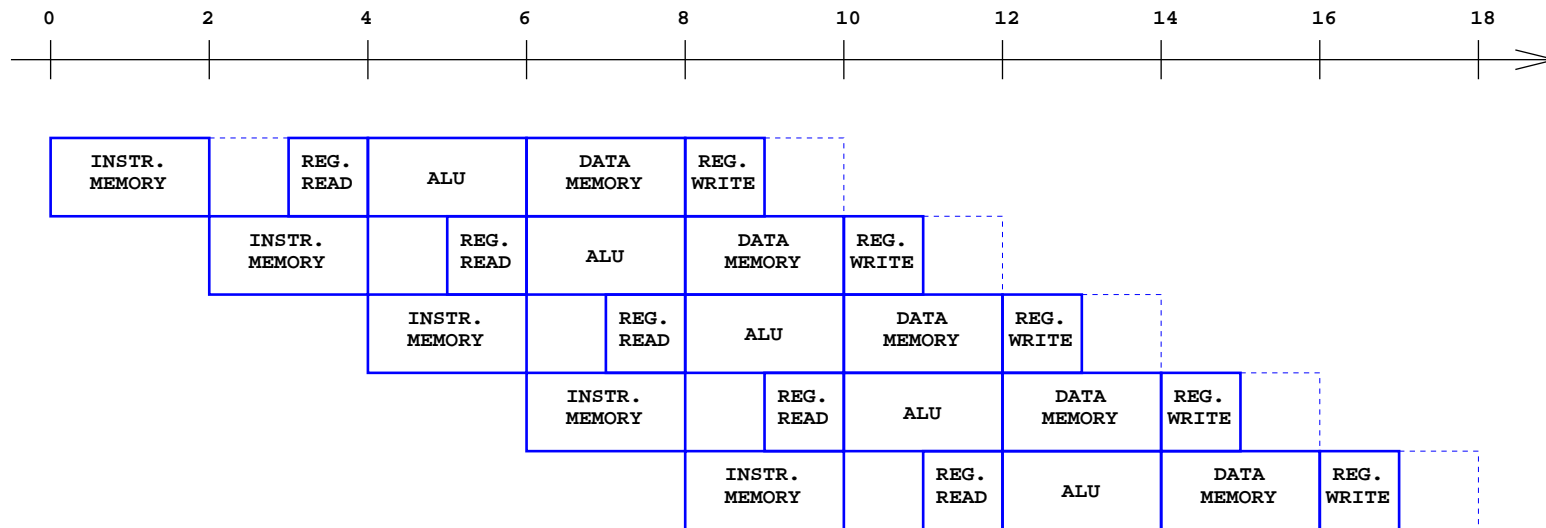 0 2 4 6 8 10 12 14 16 18
INSTR. REG. DATA REG.
MEMORY READ ALU MEMORY WRITE
INSTR. REG. DATA REG.
MEMORY READ ALU MEMORY WRITE
INSTR. REG. DATA REG.
MEMORY READ ALU MEMORY WRITE
INSTR. REG. DATA REG.
MEMORY READ ALU MEMORY WRITE
INSTR. REG. DATA REG.
MEMORY READ ALU MEMORY WRITE